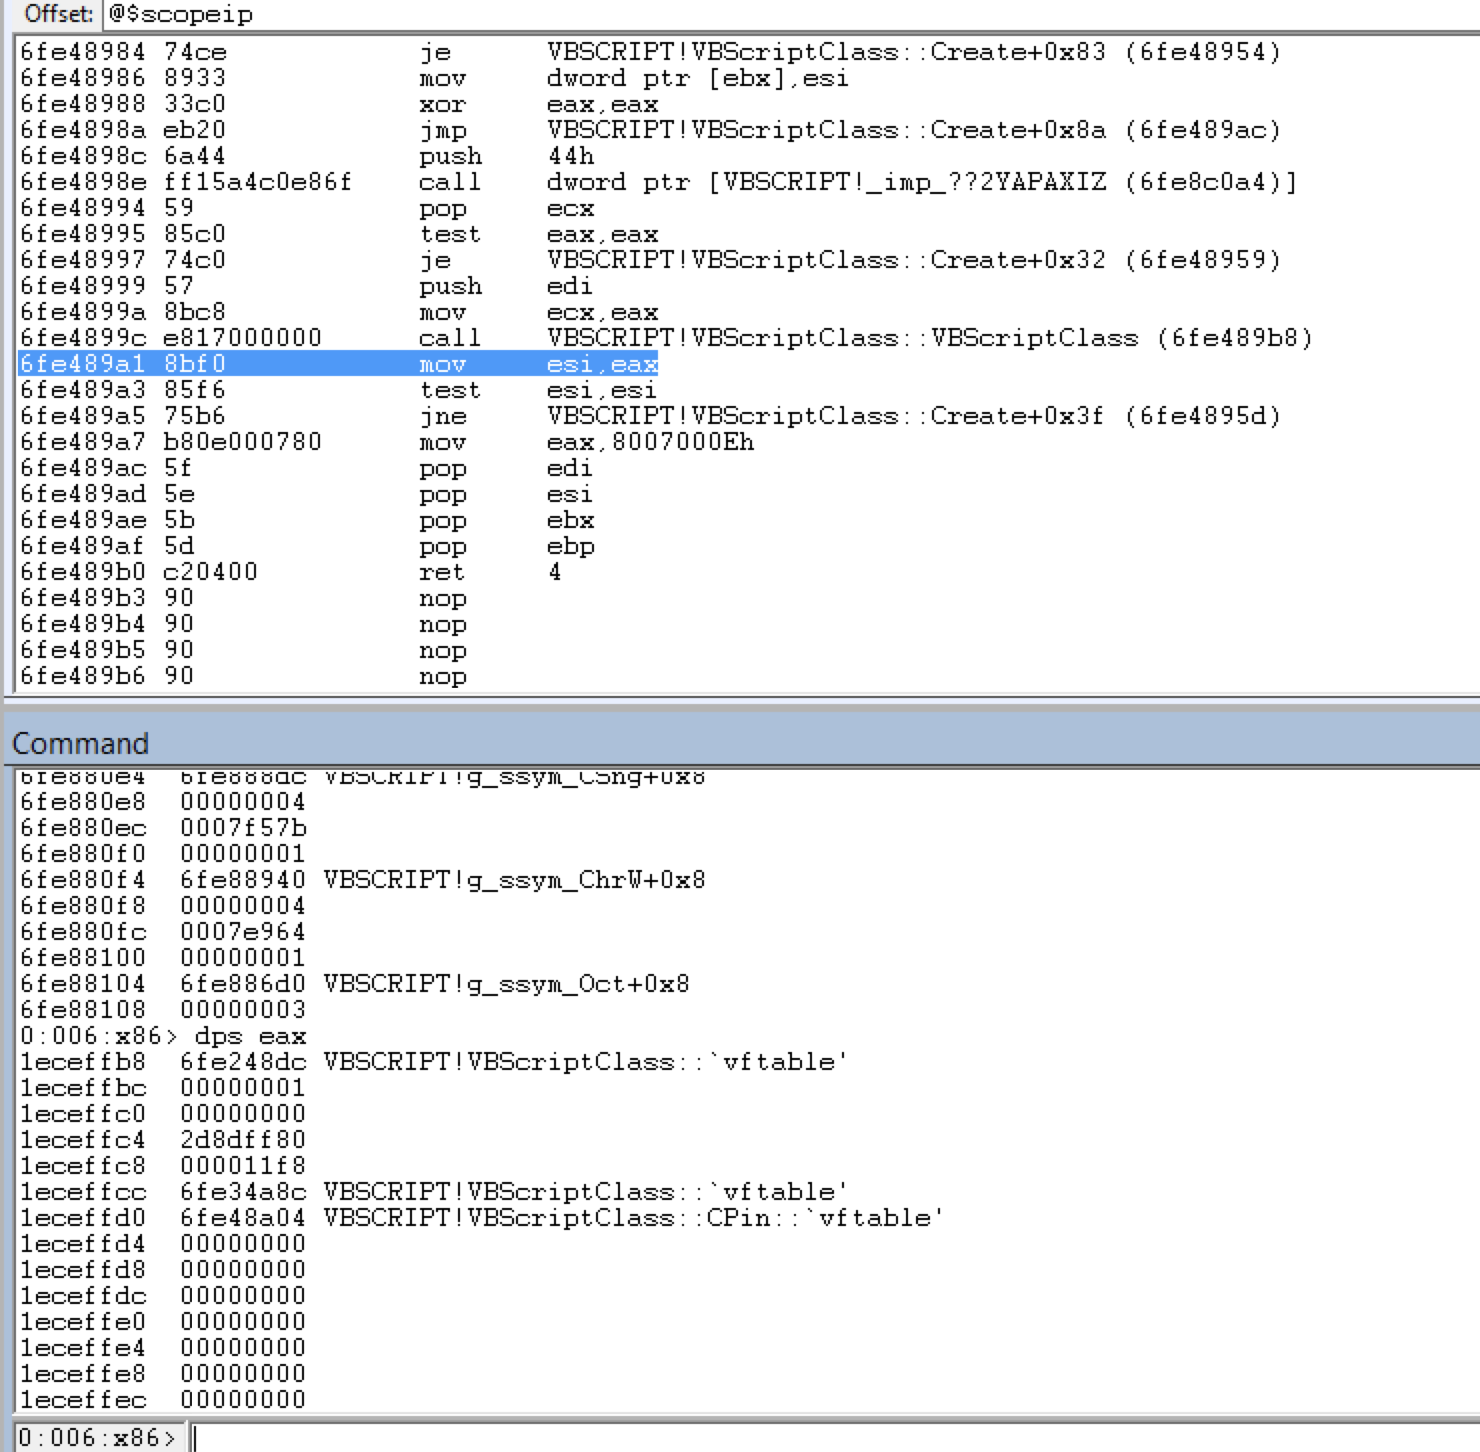 Offset: @$scopeip
6fe48984 74ce je VBSCRIPT!VBScriptClass::Create+0x83 (6fe48954)
6fe48986 8933 mov dword ptr [ebx],esi
6fe48988 33c0 xor eax,eax
6fe4898a eb20 jmp VBSCRIPT!VBScriptClass::Create+0x8a (6fe489ac)
6fe4898c 6a44 push 44h
6fe4898e ff15a4c0e86f call dword ptr [VBSCRIPT!_imp_??2YAPAXIZ (6fe8c0a4)]
6fe48994 59 pop ecx
6fe48995 85c0 test eax,eax
6fe48997 74c0 je VBSCRIPT!VBScriptClass::Create+0x32 (6fe48959)
6fe48999 57 push edi
6fe4899a 8bc8 mov ecx,eax
6fe4899c e817000000 call VBSCRIPT!VBScriptClass::VBScriptClass (6fe489b8)
6fe489a1 8bf0 mov esi,eax
6fe489a3 85f6 test esi,esi
6fe489a5 75b6 jne VBSCRIPT!VBScriptClass::Create+0x3f (6fe4895d)
6fe489a7 b80e000780 mov eax,8007000Eh
6fe489ac 5f pop edi
6fe489ad 5e pop esi
6fe489ae 5b pop ebx
6fe489af 5d pop ebp
6fe489b0 c20400 ret 4
6fe489b3 90 nop
6fe489b4 90 nop
6fe489b5 90 nop
6fe489b6 90 nop
Command
6fe880e4 6fe888dc VBSCRIPT!g_ssym_CSng+0x8
6fe880e8 00000004
6fe880ec 0007f57b
6fe880f0 00000001
6fe880f4 6fe88940 VBSCRIPT!g_ssym_ChrW+0x8
6fe880f8 00000004
6fe880fc 0007e964
6fe88100 00000001
6fe88104 6fe886d0 VBSCRIPT!g_ssym_Oct+0x8
6fe88108 00000003
0:006:x86> dps eax
1eceffb8 6fe248dc VBSCRIPT!VBScriptClass::`vftable'
1eceffbc 00000001
1eceffc0 00000000
1eceffc4 2d8dff80
1eceffc8 000011f8
1eceffcc 6fe34a8c VBSCRIPT!VBScriptClass::`vftable'
1eceffd0 6fe48a04 VBSCRIPT!VBScriptClass::CPin::`vftable'
1eceffd4 00000000
1eceffd8 00000000
1eceffdc 00000000
1eceffe0 00000000
1eceffe4 00000000
1eceffe8 00000000
1eceffec 00000000
0:006:x86>